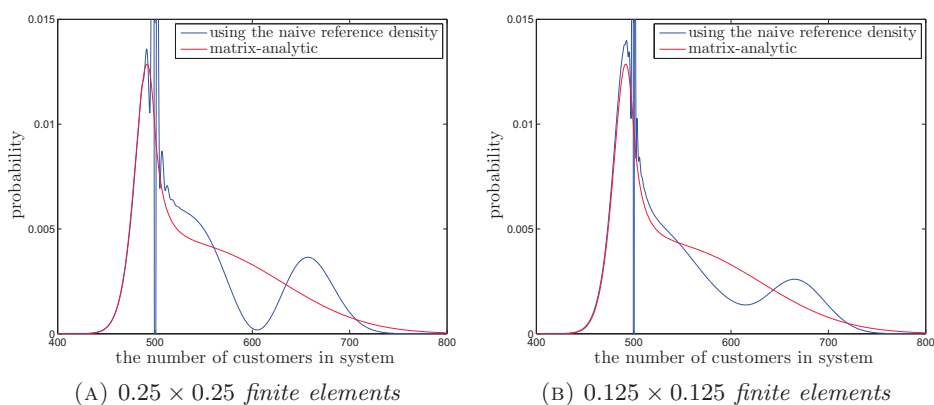 0.015
0.01
0.005
0
probability
using the naive reference density
matrix-analytic
400 500 600 700 800
the number of customers in system
(A) 0.25 × 0.25 finite elements
0.015
0.01
0.005
0
probability
using the naive reference density
matrix-analytic
400 500 600 700 800
the number of customers in system
(B) 0.125 × 0.125 finite elements